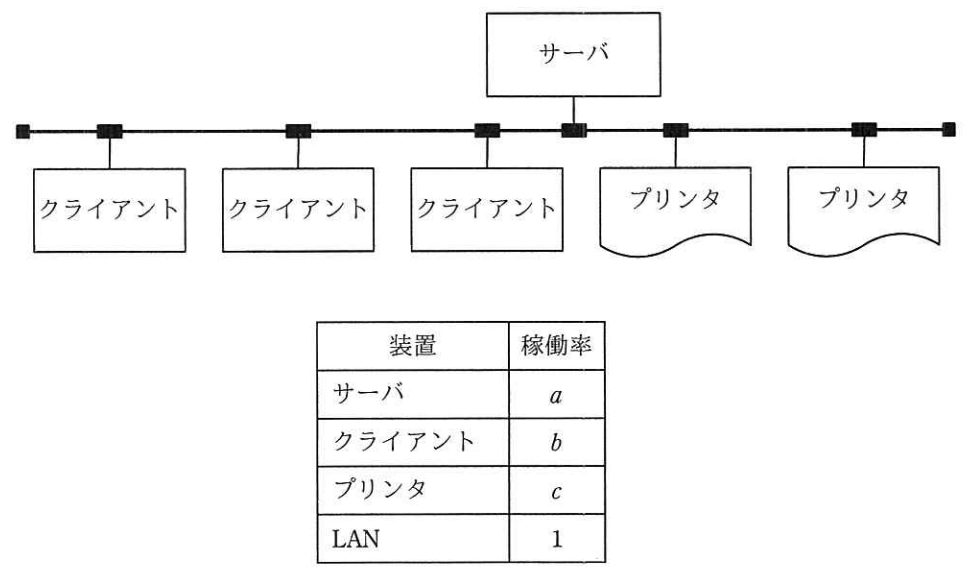 サーバ
クライアント クライアント クライアント プリンタ プリンタ
装置 稼働率
サーバ a
クライアント b
プリンタ c
LAN 1